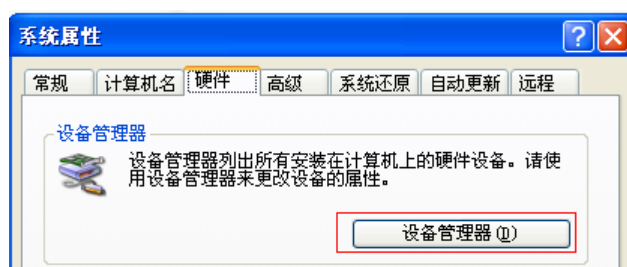 系统属性
常规 计算机名 硬件 高级 系统还原 自动更新 远程
设备管理器
设备管理器列出所有安装在计算机上的硬件设备。请使
用设备管理器来更改设备的属性。
设备管理器(D)